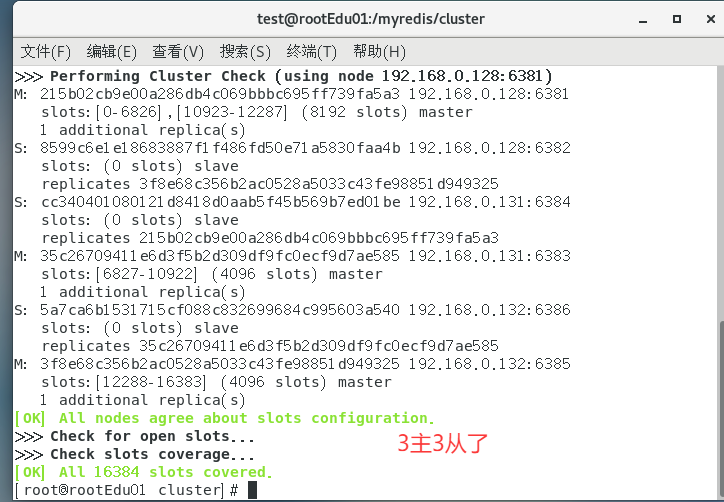 test@rootEdu01:/myredis/cluster
文件(F) 编辑(E) 查看(V) 搜索(S) 终端(T) 帮助(H)
>>> Performing Cluster Check (using node 192.168.0.128:6381)
M: 215b02cb9e00a286db4c069bbbc695ff739fa5a3 192.168.0.128:6381
slots:[0-6826],[10923-12287] (8192 slots) master
1 additional replica(s)
S: 8599c6e1e18683887f1f486fd50e71a5830faa4b 192.168.0.128:6382
slots: (0 slots) slave
replicates 3f8e68c356b2ac0528a5033c43fe98851d949325
S: cc340401080121d8418d0aab5f45b569b7ed01be 192.168.0.131:6384
slots: (0 slots) slave
replicates 215b02cb9e00a286db4c069bbbc695ff739fa5a3
M: 35c26709411e6d3f5b2d309df9fc0ecf9d7ae585 192.168.0.131:6383
slots:[6827-10922] (4096 slots) master
1 additional replica(s)
S: 5a7ca6b1531715cf088c832699684c995603a540 192.168.0.132:6386
slots: (0 slots) slave
replicates 35c26709411e6d3f5b2d309df9fc0ecf9d7ae585
M: 3f8e68c356b2ac0528a5033c43fe98851d949325 192.168.0.132:6385
slots:[12288-16383] (4096 slots) master
1 additional replica(s)
[OK] All nodes agree about slots configuration.
>>> Check for open slots...
>>> Check slots coverage...
3主3从了
[OK] All 16384 slots covered.
[root@rootEdu01 cluster]#